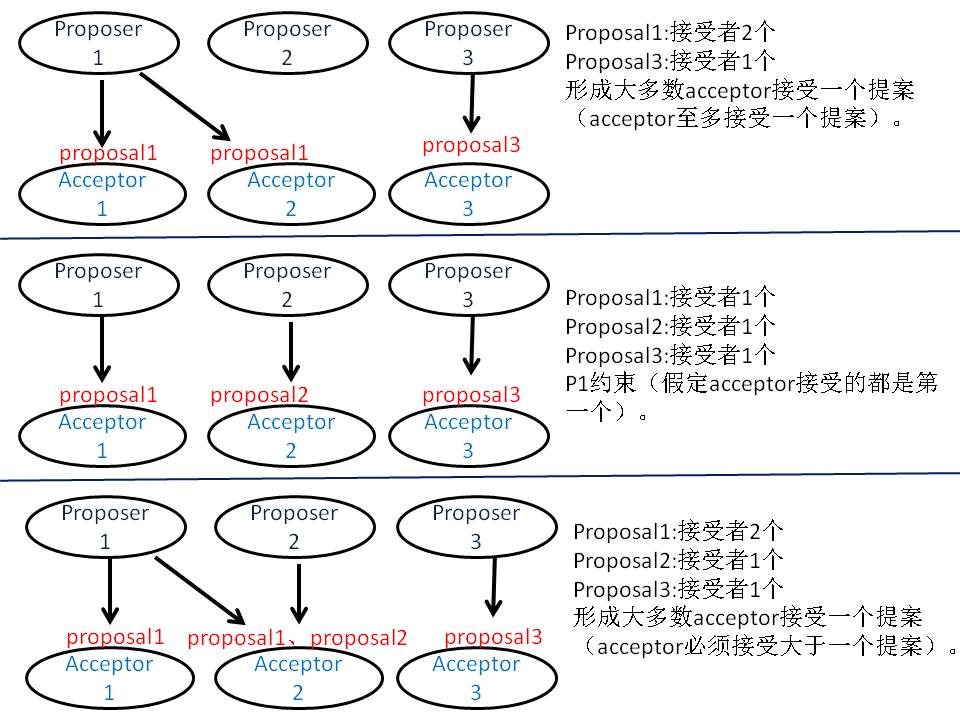 Proposer
1
Proposer
2
Proposer
3
proposal1
proposal1
proposal3
Acceptor
1
Acceptor
2
Acceptor
3
Proposal1:接受者2个
Proposal3:接受者1个
形成大多数acceptor接受一个提案
（acceptor至多接受一个提案）。
Proposer
1
Proposer
2
Proposer
3
proposal1
proposal2
proposal3
Acceptor
1
Acceptor
2
Acceptor
3
Proposal1:接受者1个
Proposal2:接受者1个
Proposal3:接受者1个
P1约束（假定acceptor接受的都是第
一个）。
Proposer
1
Proposer
2
Proposer
3
proposal1
proposal1、proposal2
proposal3
Acceptor
1
Acceptor
2
Acceptor
3
Proposal1:接受者2个
Proposal2:接受者1个
Proposal3:接受者1个
形成大多数acceptor接受一个提案
（acceptor必须接受大于一个提案）。